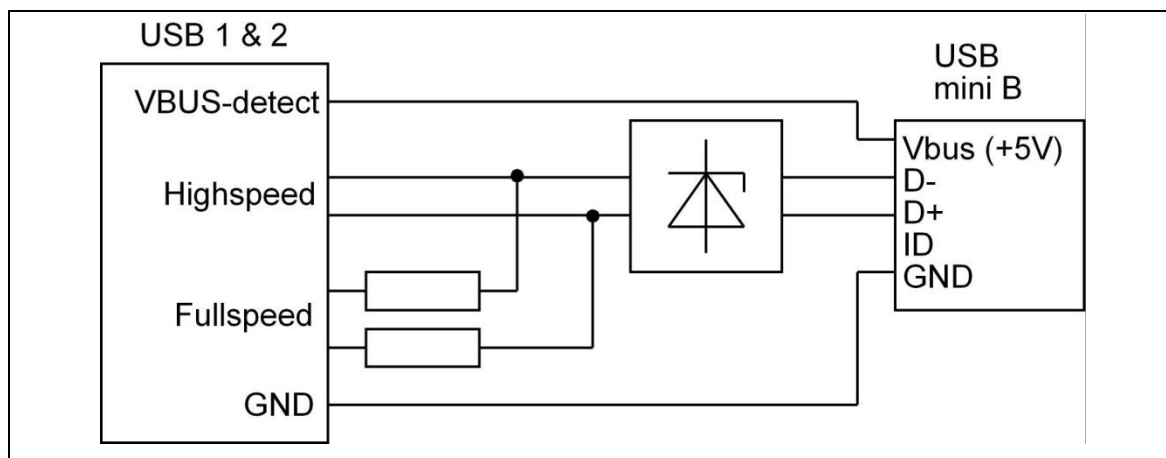 USB 1 & 2
VBUS-detect
Highspeed
Fullspeed
GND
USB
mini B
Vbus (+5V)
D-
D+
ID
GND